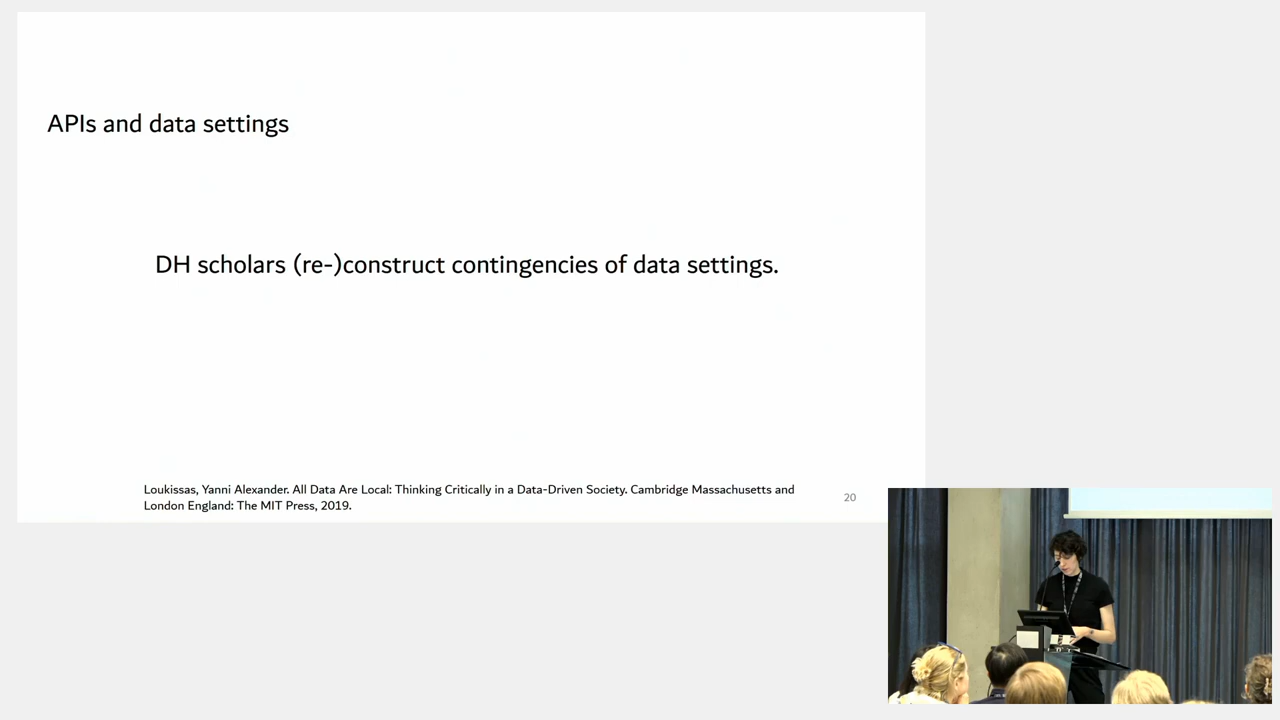 APIs and data settings
DH scholars (re-)construct contingencies of data settings.
Loukissas, Yanni Alexander. All Data Are Local: Thinking Critically in a Data-Driven Society. Cambridge Massachusetts and
London England: The MIT Press, 2019.
20